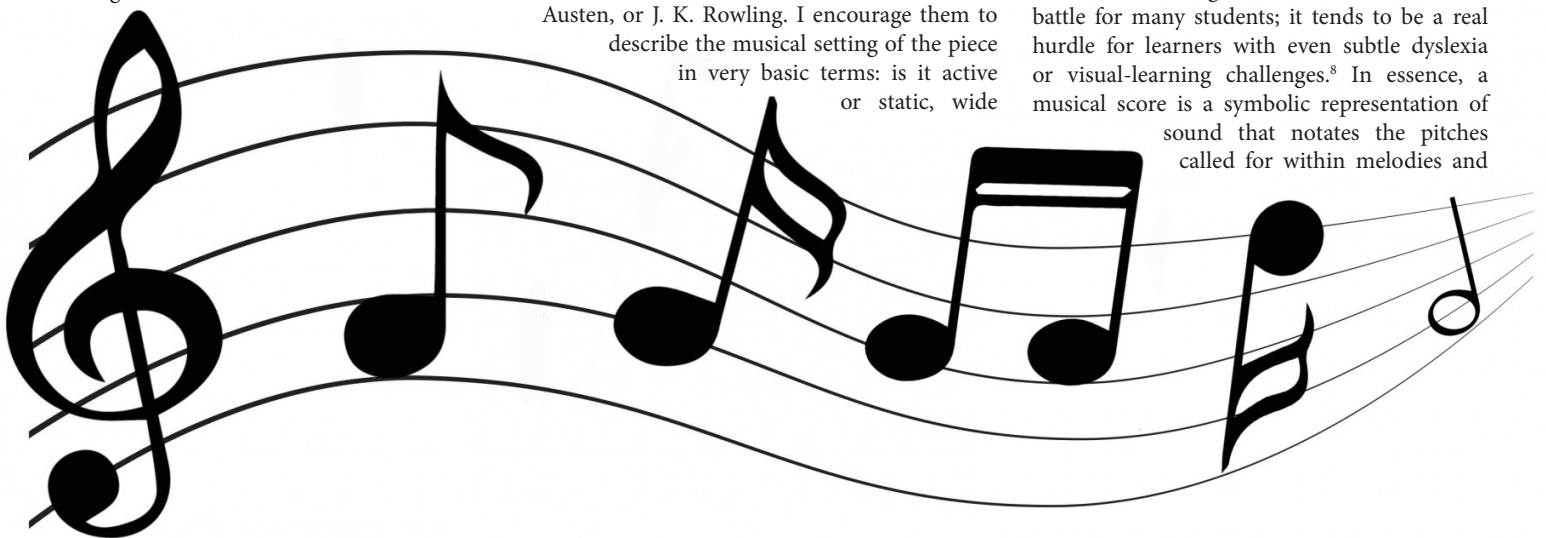 Austen, or J. K. Rowling. I encourage them to
describe the musical setting of the piece
in very basic terms: is it active
or static, wide
battle for many students; it tends to be a real
hurdle for learners with even subtle dyslexia
or visual-learning challenges.⁸ In essence, a
musical score is a symbolic representation of
sound that notates the pitches
called for within melodies and